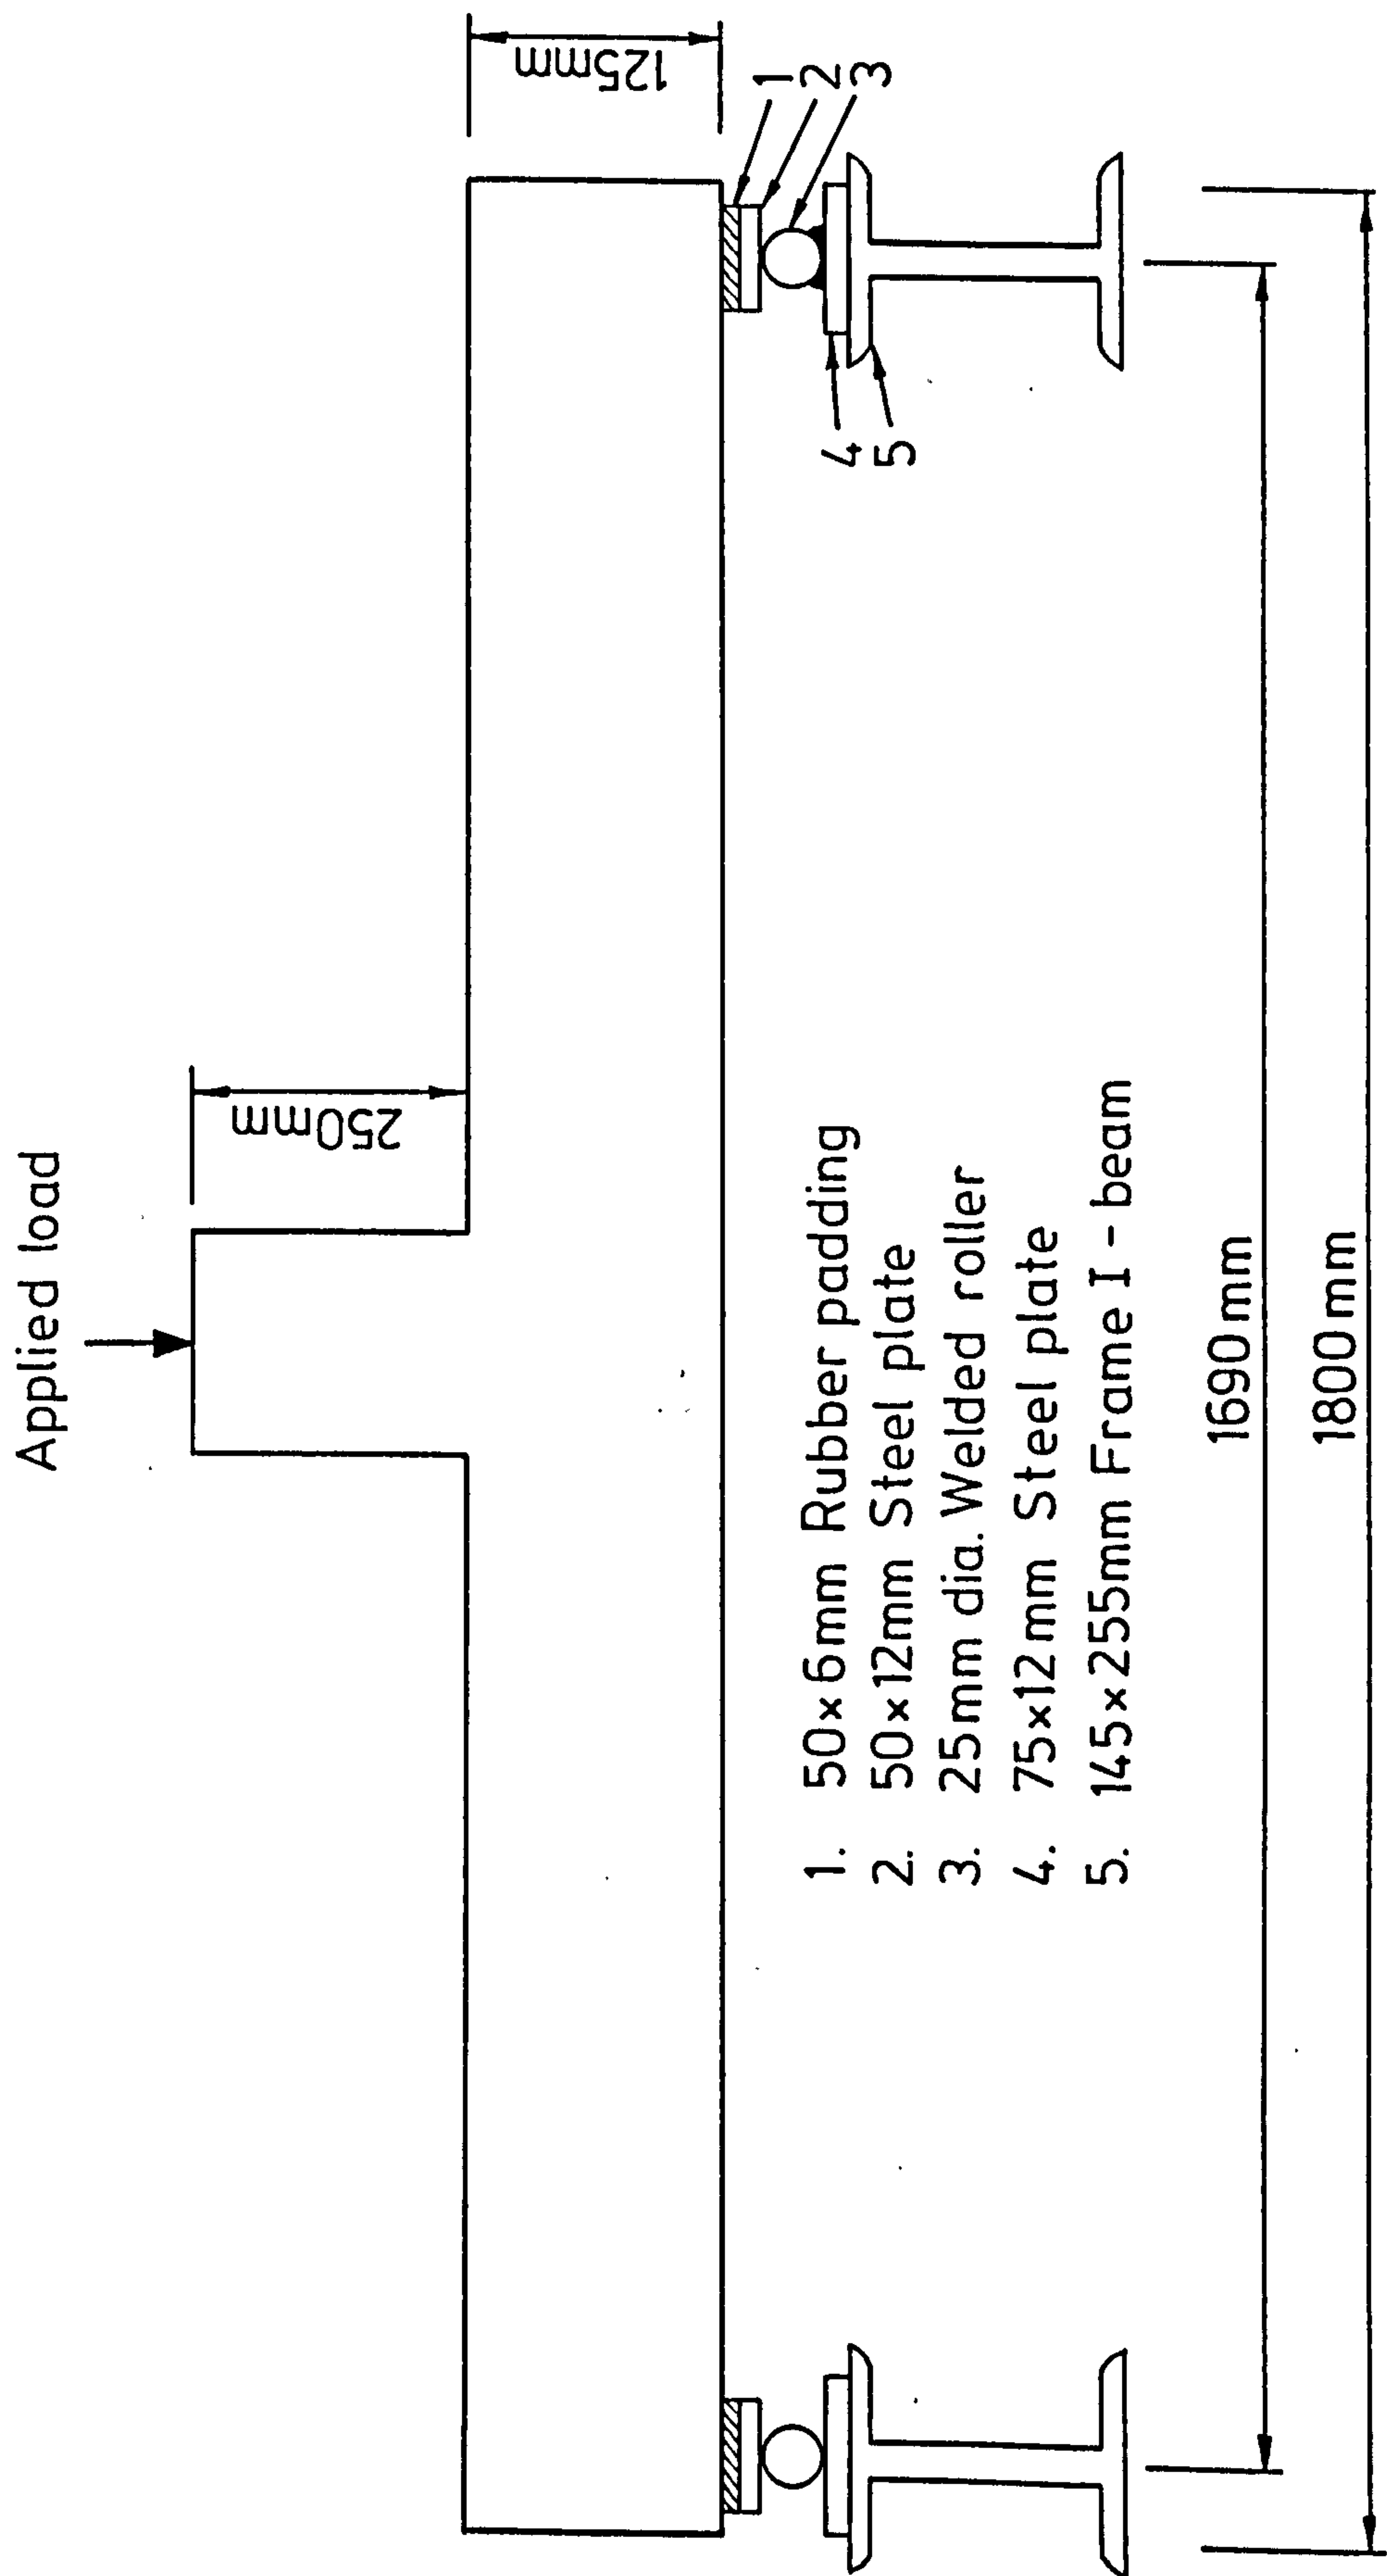 Applied load
250mm
125mm
1
2
3
4
5
1. 50×6mm Rubber padding
2. 50×12mm Steel plate
3. 25mm dia. Welded roller
4. 75×12mm Steel plate
5. 145×255mm Frame I-beam
1690mm
1800mm